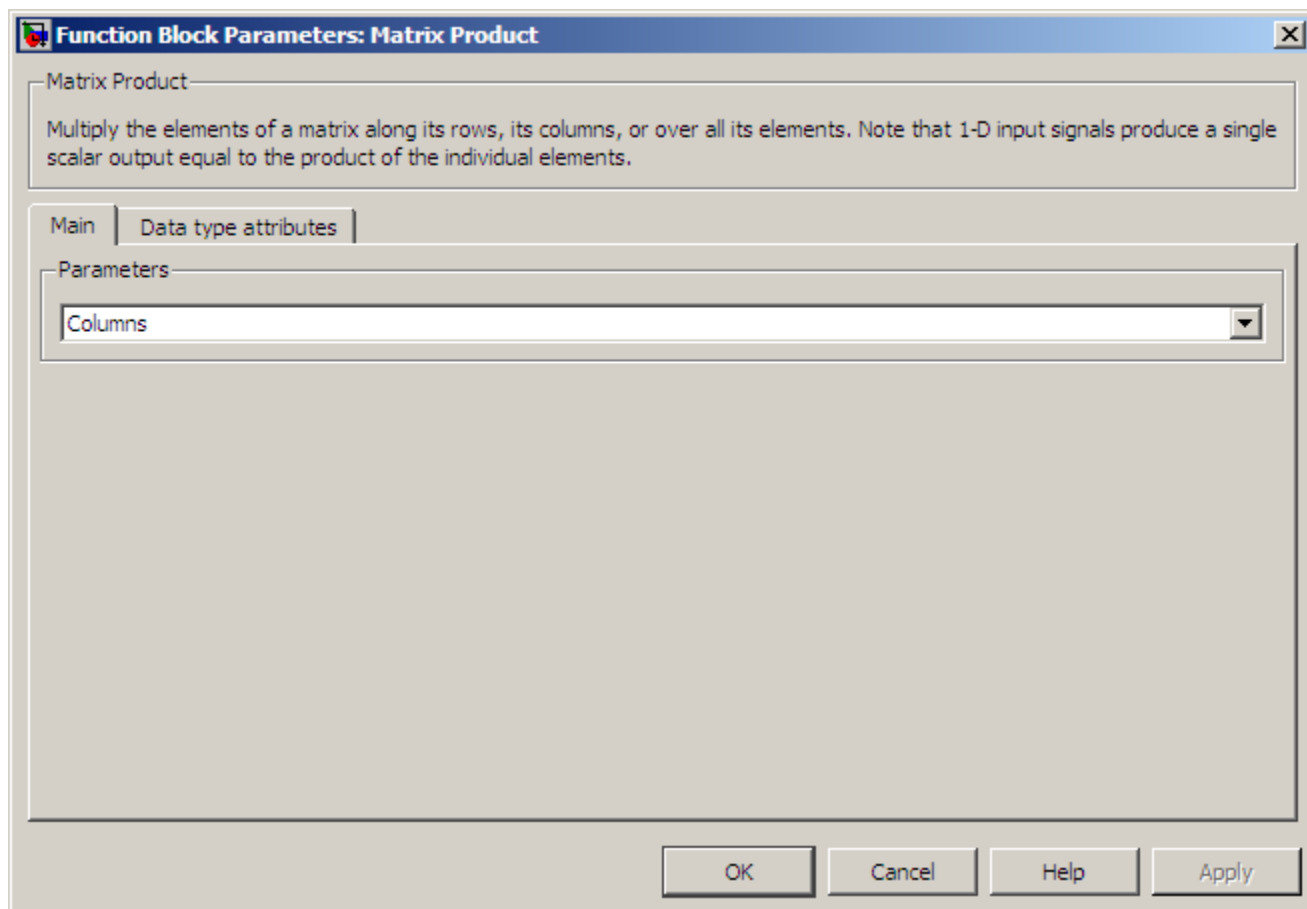 Function Block Parameters: Matrix Product
Matrix Product
Multiply the elements of a matrix along its rows, its columns, or over all its elements. Note that 1-D input signals produce a single
scalar output equal to the product of the individual elements.
Main
Data type attributes
Parameters
Columns
OK
Cancel
Help
Apply